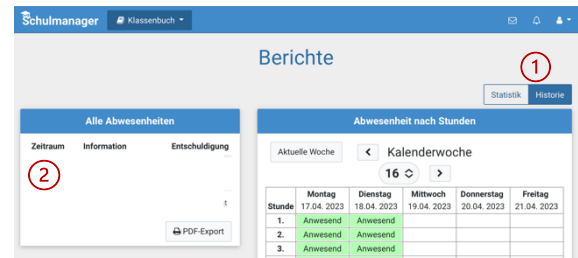 Schulmanager Klassenbuch
Berichte
1
Statistik Historie
Alle Abwesenheiten
Zeitraum Information Entschuldigung
2
PDF-Export
Abwesenheit nach Stunden
Aktuelle Woche < Kalenderwoche
16 >
Stunde Montag 17.04. 2023 Dienstag 18.04. 2023 Mittwoch 19.04. 2023 Donnerstag 20.04. 2023 Freitag 21.04. 2023
1. Anwesend Anwesend
2. Anwesend Anwesend
3. Anwesend Anwesend